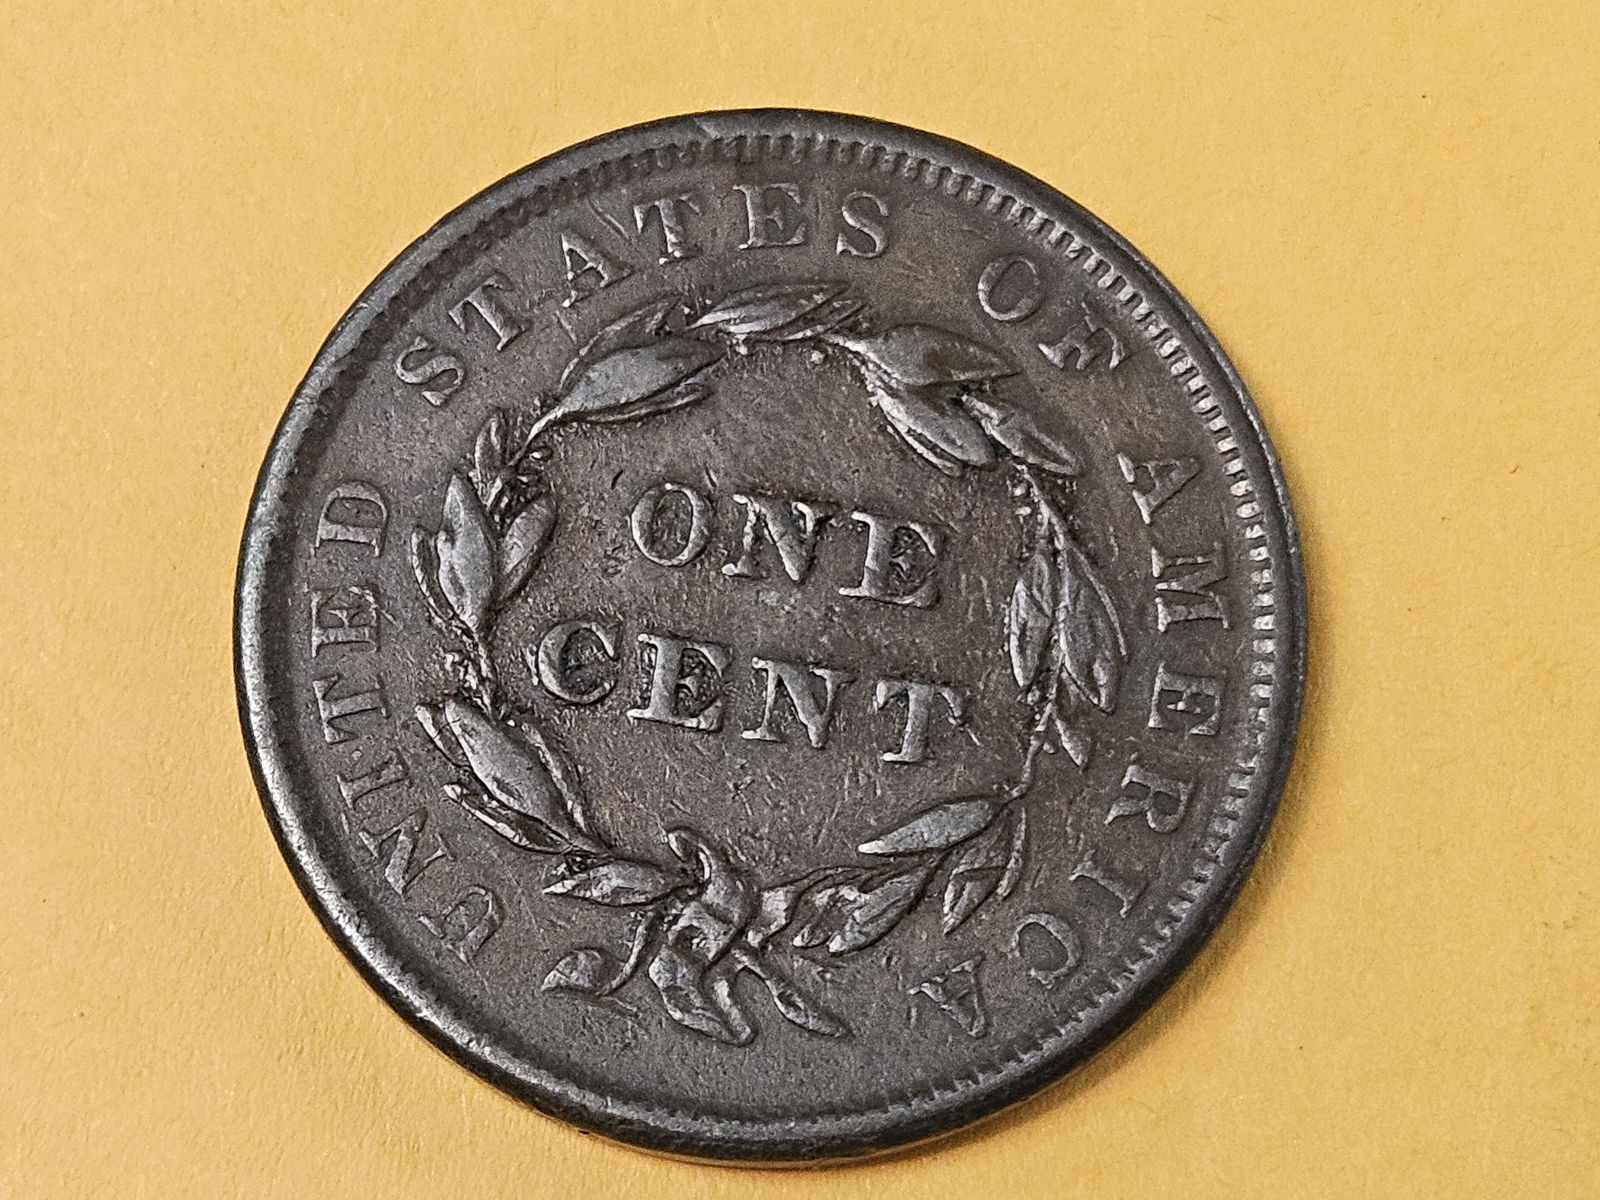 UNITED STATES OF AMERICA
ONE
CENT